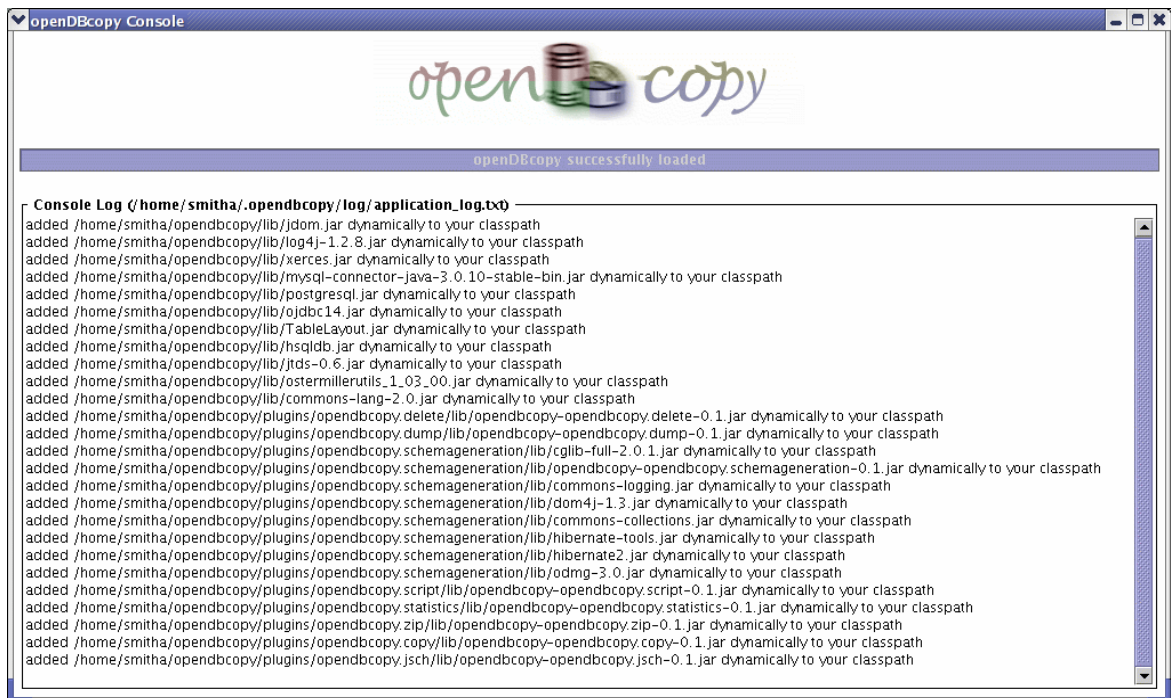 openDBcopy Console
open copy
openDBcopy successfully loaded
Console Log (/home/smitha/.opendbcopy/log/application_log.txt)
added /home/smitha/opendbcopy/lib/jdom.jar dynamically to your classpath
added /home/smitha/opendbcopy/lib/log4j-1.2.8.jar dynamically to your classpath
added /home/smitha/opendbcopy/lib/xerces.jar dynamically to your classpath
added /home/smitha/opendbcopy/lib/mysql-connector-java-3.0.10-stable-bin.jar dynamically to your classpath
added /home/smitha/opendbcopy/lib/postgresql.jar dynamically to your classpath
added /home/smitha/opendbcopy/lib/ojdbc14.jar dynamically to your classpath
added /home/smitha/opendbcopy/lib/TableLayout.jar dynamically to your classpath
added /home/smitha/opendbcopy/lib/hsqldb.jar dynamically to your classpath
added /home/smitha/opendbcopy/lib/jtds-0.6.jar dynamically to your classpath
added /home/smitha/opendbcopy/lib/ostermillerutils_1_03_00.jar dynamically to your classpath
added /home/smitha/opendbcopy/lib/commons-lang-2.0.jar dynamically to your classpath
added /home/smitha/opendbcopy/plugins/opendbcopy.delete/lib/opendbcopy-opendbcopy.delete-0.1.jar dynamically to your classpath
added /home/smitha/opendbcopy/plugins/opendbcopy.dump/lib/opendbcopy-opendbcopy.dump-0.1.jar dynamically to your classpath
added /home/smitha/opendbcopy/plugins/opendbcopy.schemageneration/lib/cglib-full-2.0.1.jar dynamically to your classpath
added /home/smitha/opendbcopy/plugins/opendbcopy.schemageneration/lib/opendbcopy-opendbcopy.schemageneration-0.1.jar dynamically to your classpath
added /home/smitha/opendbcopy/plugins/opendbcopy.schemageneration/lib/commons-logging.jar dynamically to your classpath
added /home/smitha/opendbcopy/plugins/opendbcopy.schemageneration/lib/dom4j-1.3.jar dynamically to your classpath
added /home/smitha/opendbcopy/plugins/opendbcopy.schemageneration/lib/commons-collections.jar dynamically to your classpath
added /home/smitha/opendbcopy/plugins/opendbcopy.schemageneration/lib/hibernate-tools.jar dynamically to your classpath
added /home/smitha/opendbcopy/plugins/opendbcopy.schemageneration/lib/hibernate2.jar dynamically to your classpath
added /home/smitha/opendbcopy/plugins/opendbcopy.schemageneration/lib/odmg-3.0.jar dynamically to your classpath
added /home/smitha/opendbcopy/plugins/opendbcopy.script/lib/opendbcopy-opendbcopy.script-0.1.jar dynamically to your classpath
added /home/smitha/opendbcopy/plugins/opendbcopy.statistics/lib/opendbcopy-opendbcopy.statistics-0.1.jar dynamically to your classpath
added /home/smitha/opendbcopy/plugins/opendbcopy.zip/lib/opendbcopy-opendbcopy.zip-0.1.jar dynamically to your classpath
added /home/smitha/opendbcopy/plugins/opendbcopy.copy/lib/opendbcopy-opendbcopy.copy-0.1.jar dynamically to your classpath
added /home/smitha/opendbcopy/plugins/opendbcopy.jsch/lib/opendbcopy-opendbcopy.jsch-0.1.jar dynamically to your classpath